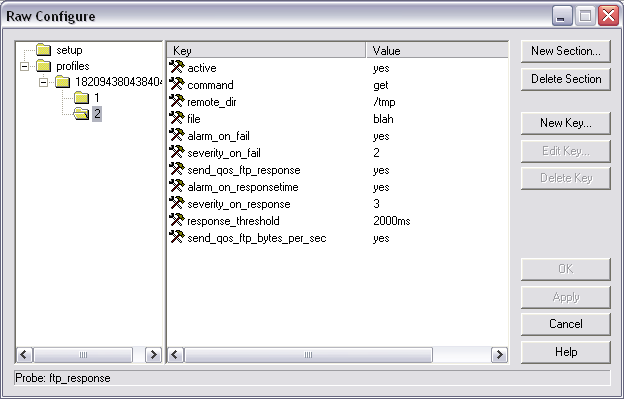 Raw Configure
setup
profiles
18209438043840
1
2
Key Value
active yes
command get
remote_dir /tmp
file blah
alarm_on_fail yes
severity_on_fail 2
send_qos_ftp_response yes
alarm_on_responsetime yes
severity_on_response 3
response_threshold 2000ms
send_qos_ftp_bytes_per_sec yes
New Section...
Delete Section
New Key...
Edit Key...
Delete Key
OK
Apply
Cancel
Help
Probe: ftp_response